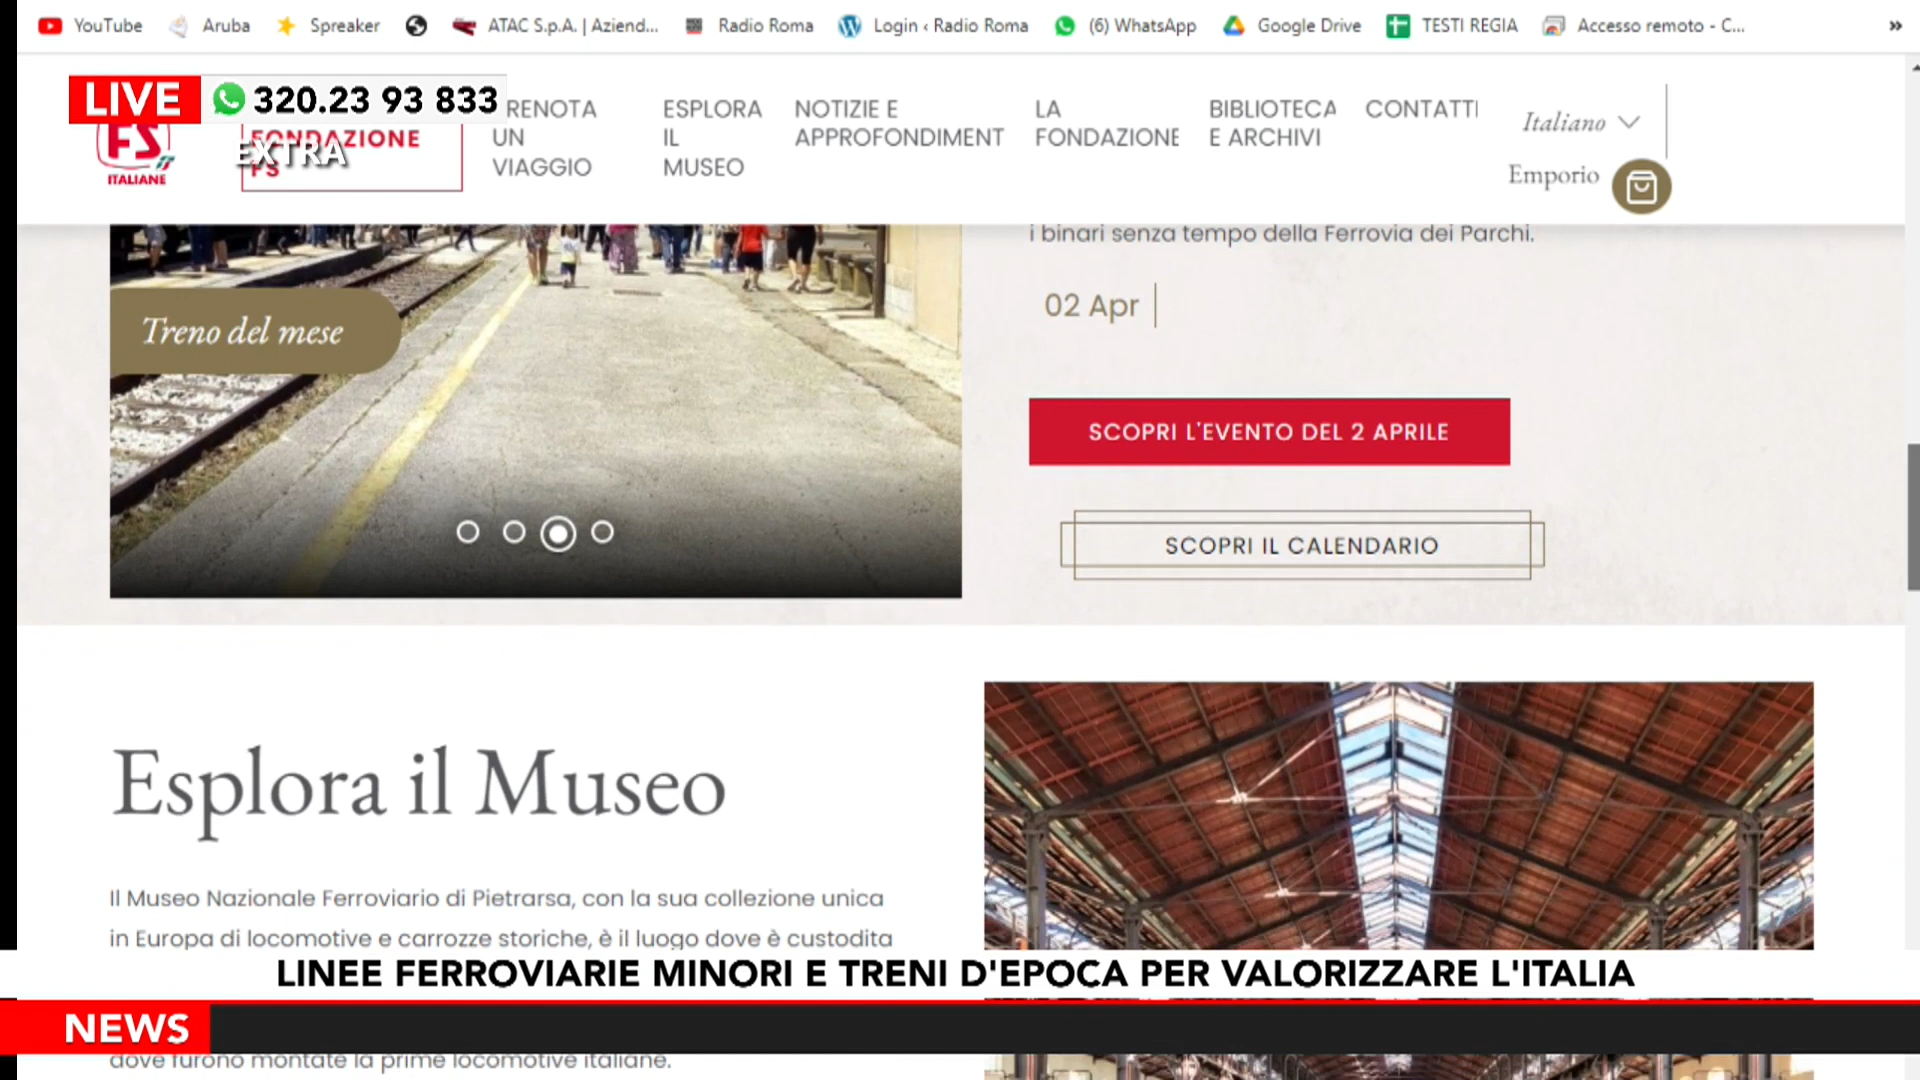 YouTube
Aruba
Spreaker
ATAC S.p.A. | Aziend...
Radio Roma
Login ‹ Radio Roma
(6) WhatsApp
Google Drive
TESTI REGIA
Accesso remoto - C...
»
LIVE
320.23 93 833
EXTRA
FS
ITALIANE
FONDAZIONE
FS
RENOTA
UN
VIAGGIO
ESPLORA
IL
MUSEO
NOTIZIE E
APPROFONDIMENT
LA
FONDAZIONE
BIBLIOTECA
E ARCHIVI
CONTATTI
Italiano
Emporio
i binari senza tempo della Ferrovia dei Parchi.
02 Apr
Treno del mese
SCOPRI L'EVENTO DEL 2 APRILE
SCOPRI IL CALENDARIO
Esplora il Museo
Il Museo Nazionale Ferroviario di Pietrarsa, con la sua collezione unica
in Europa di locomotive e carrozze storiche, è il luogo dove è custodita
LINEE FERROVIARIE MINORI E TRENI D'EPOCA PER VALORIZZARE L'ITALIA
NEWS
dove furono montate la prime locomotive italiane.